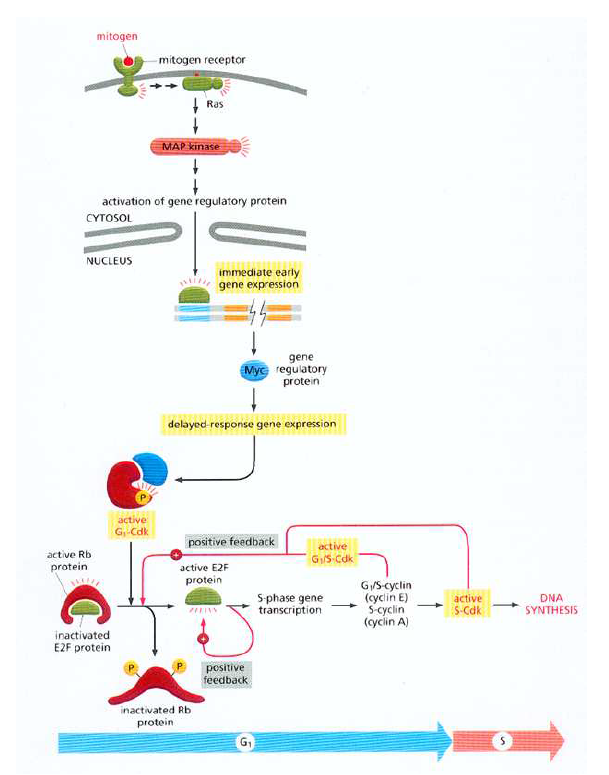 mitogen
mitogen receptor
Ras
MAP kinase
activation of gene regulatory protein
CYTOSOL
NUCLEUS
immediate early
gene expression
Myc
gene
regulatory
protein
delayed-response gene expression
P
active
G₁-Cdk
positive feedback
active
G₁/S-Cdk
active Rb
protein
+
active E2F
protein
S-phase gene
transcription
G₁/S-cyclin
(cyclin E)
S-cyclin
(cyclin A)
active
S-Cdk
DNA
SYNTHESIS
inactivated
E2F protein
+
P
P
positive
feedback
inactivated Rb
protein
G₁
S